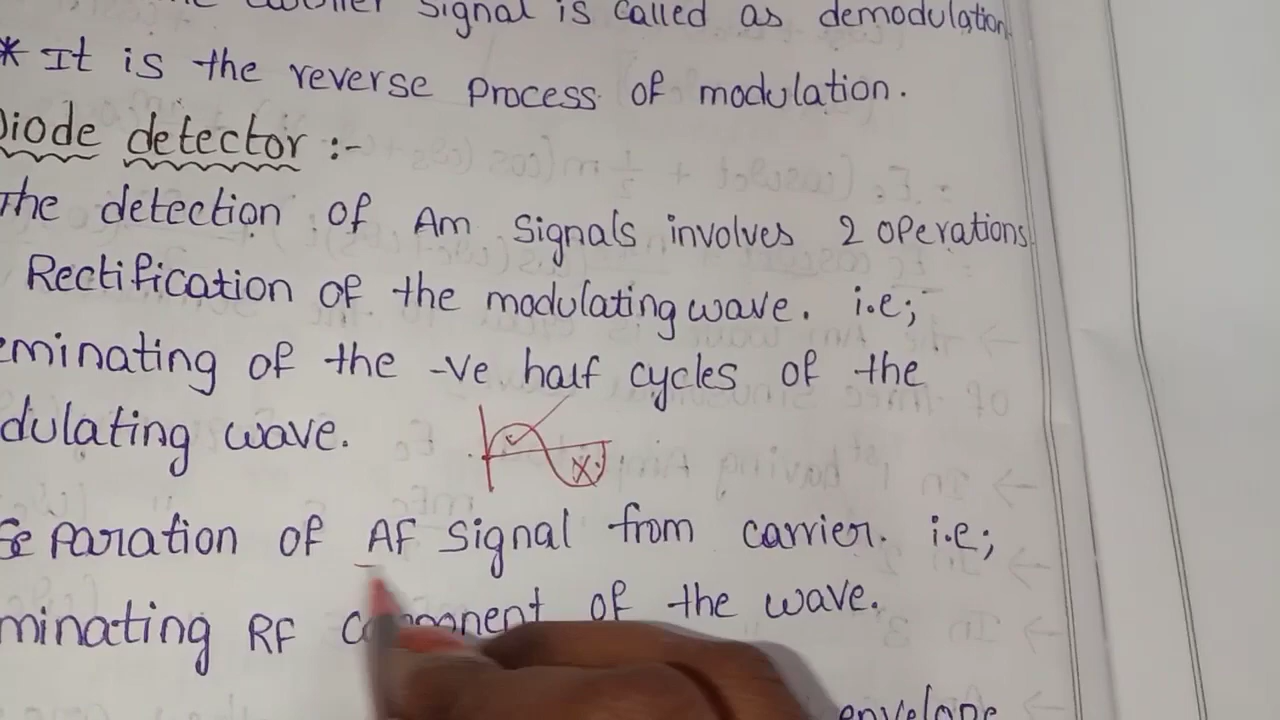 signal is called as demodulation
* It is the reverse process of modulation.
Diode detector :-
The detection of Am signals involves 2 operations
Rectification of the modulating wave. i.e;
eminating of the -ve half cycles of the
dulating wave.
Separation of AF signal from carrier. i.e;
minating RF component of the wave.
envelope